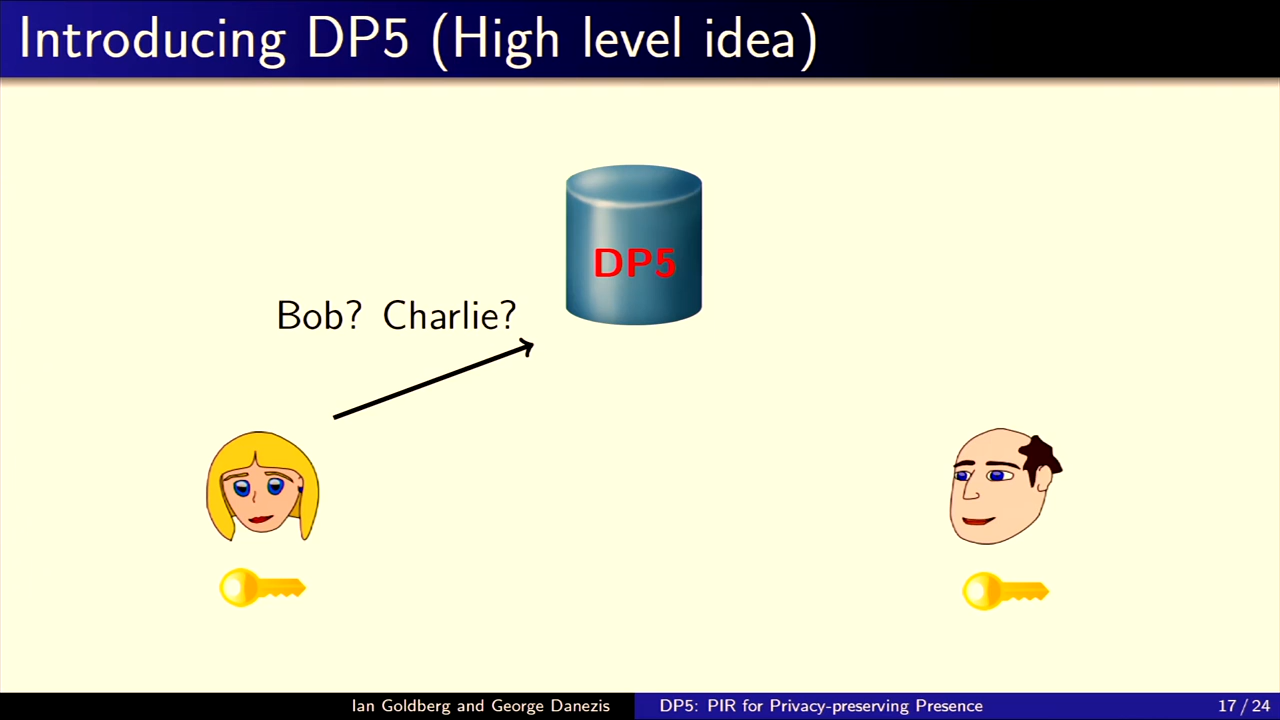 Introducing DP5 (High level idea)
DP5
Bob? Charlie?
Ian Goldberg and George Danezis
DP5: PIR for Privacy-preserving Presence
17 / 24